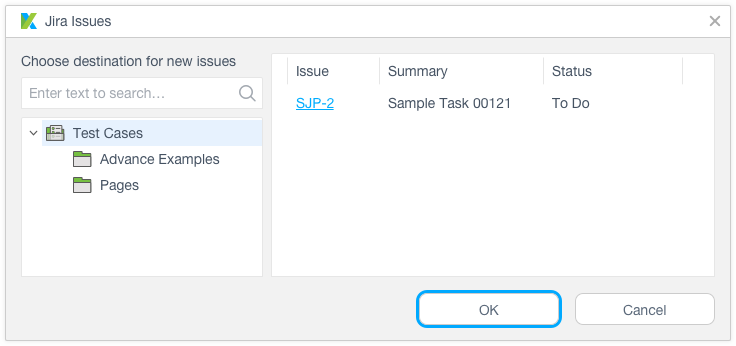 Jira Issues
Choose destination for new issues
Enter text to search...
Test Cases
Advance Examples
Pages
Issue Summary Status
SJP-2 Sample Task 00121 To Do
OK Cancel